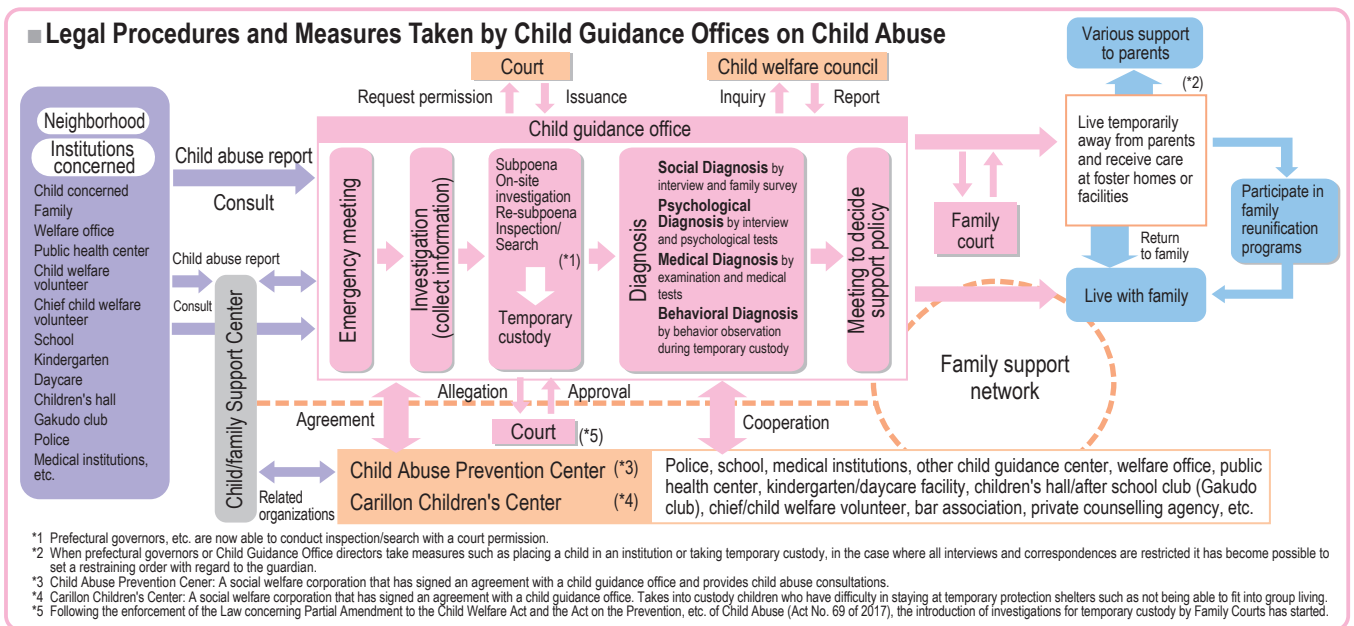 ■Legal Procedures and Measures Taken by Child Guidance Offices on Child Abuse
Neighborhood
Institutions
concerned
Child concerned
Family
Welfare office
Public health center
Child welfare
volunteer
Chief child welfare
volunteer
School
Kindergarten
Daycare
Children's hall
Gakudo club
Police
Medical institutions,
etc.
Child abuse report
Consult
Child abuse report
Consult
Child/family Support Center
Court
Request permission
Issuance
Child welfare council
Inquiry
Report
Child guidance office
Emergency meeting
Investigation
(collect information)
Subpoena
On-site
investigation
Re-subpoena
Inspection/
Search
(*1)
Temporary
custody
Diagnosis
Social Diagnosis by
interview and family survey
Psychological
Diagnosis by interview
and psychological tests
Medical Diagnosis by
examination and medical
tests
Behavioral Diagnosis
by behavior observation
during temporary custody
Meeting to decide
support policy
Family
court
Various support
to parents
(*2)
Live temporarily
away from parents
and receive care
at foster homes or
facilities
Return
to family
Participate in
family
reunification
programs
Live with family
Family support
network
Agreement
Allegation
Approval
Court (*5)
Cooperation
Related
organizations
Child Abuse Prevention Center (*3)
Carillon Children's Center (*4)
Police, school, medical institutions, other child guidance center, welfare office, public
health center, kindergarten/daycare facility, children's hall/after school club (Gakudo
club), chief/child welfare volunteer, bar association, private counselling agency, etc.
*1 Prefectural governors, etc. are now able to conduct inspection/search with a court permission.
*2 When prefectural governors or Child Guidance Office directors take measures such as placing a child in an institution or taking temporary custody, in the case where all interviews and correspondences are restricted it has become possible to
set a restraining order with regard to the guardian.
*3 Child Abuse Prevention Cener: A social welfare corporation that has signed an agreement with a child guidance office and provides child abuse consultations.
*4 Carillon Children's Center: A social welfare corporation that has signed an agreement with a child guidance office. Takes into custody children who have difficulty in staying at temporary protection shelters such as not being able to fit into group living.
*5 Following the enforcement of the Law concerning Partial Amendment to the Child Welfare Act and the Act on the Prevention, etc. of Child Abuse (Act No. 69 of 2017), the introduction of investigations for temporary custody by Family Courts has started.